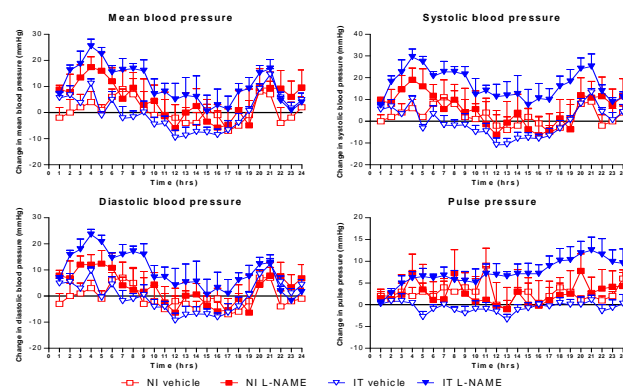 Mean blood pressure
Change in mean blood pressure (mmHg)
30
20
10
0
-10
-20
0 1 2 3 4 5 6 7 8 9 10 11 12 13 14 15 16 17 18 19 20 21 22 23 24
Time (hrs)
Systolic blood pressure
Change in systolic blood pressure (mmHg)
40
30
20
10
0
-10
-20
0 1 2 3 4 5 6 7 8 9 10 11 12 13 14 15 16 17 18 19 20 21 22 23 24
Time (hrs)
Diastolic blood pressure
Change in diastolic blood pressure (mmHg)
30
20
10
0
-10
-20
0 1 2 3 4 5 6 7 8 9 10 11 12 13 14 15 16 17 18 19 20 21 22 23 24
Time (hrs)
Pulse pressure
Change in pulse pressure (mmHg)
20
15
10
5
0
-5
-10
0 1 2 3 4 5 6 7 8 9 10 11 12 13 14 15 16 17 18 19 20 21 22 23 24
Time (hrs)
NI vehicle NI L-NAME IT vehicle IT L-NAME